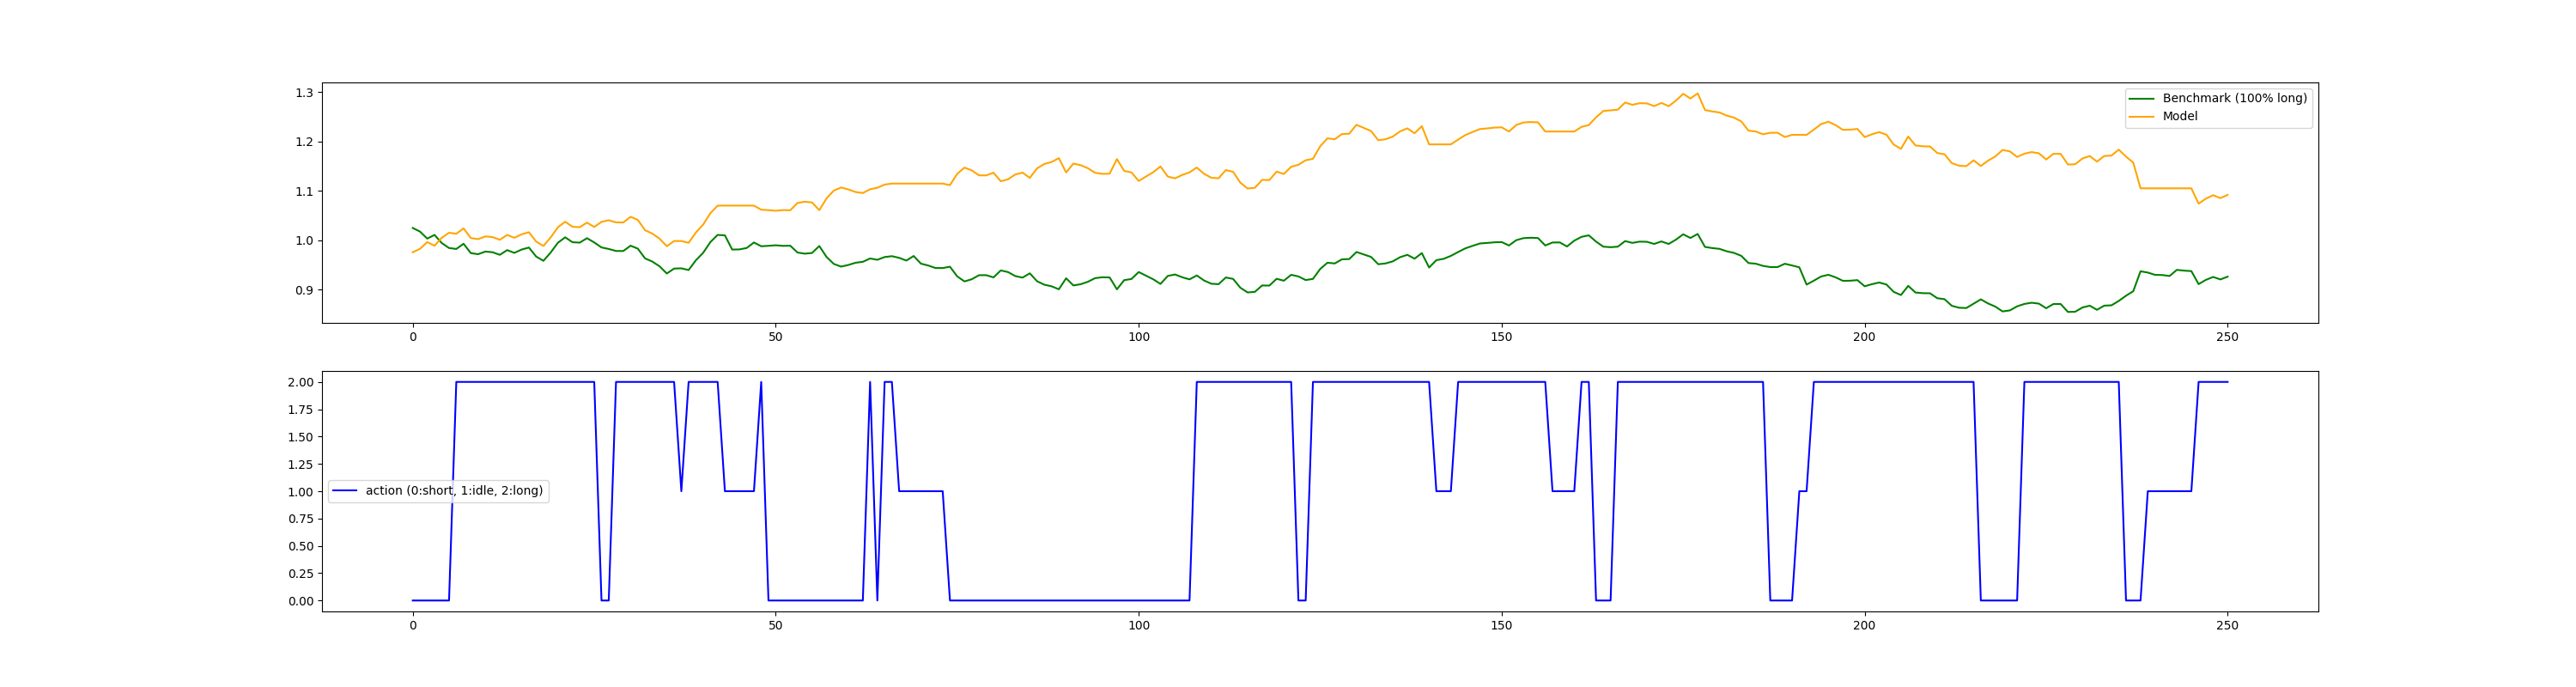 1.3
1.2
1.1
1.0
0.9
Benchmark (100% long)
Model
0 50 100 150 200 250
2.00
1.75
1.50
1.25
1.00
0.75
0.50
0.25
0.00
action (0:short, 1:idle, 2:long)
0 50 100 150 200 250